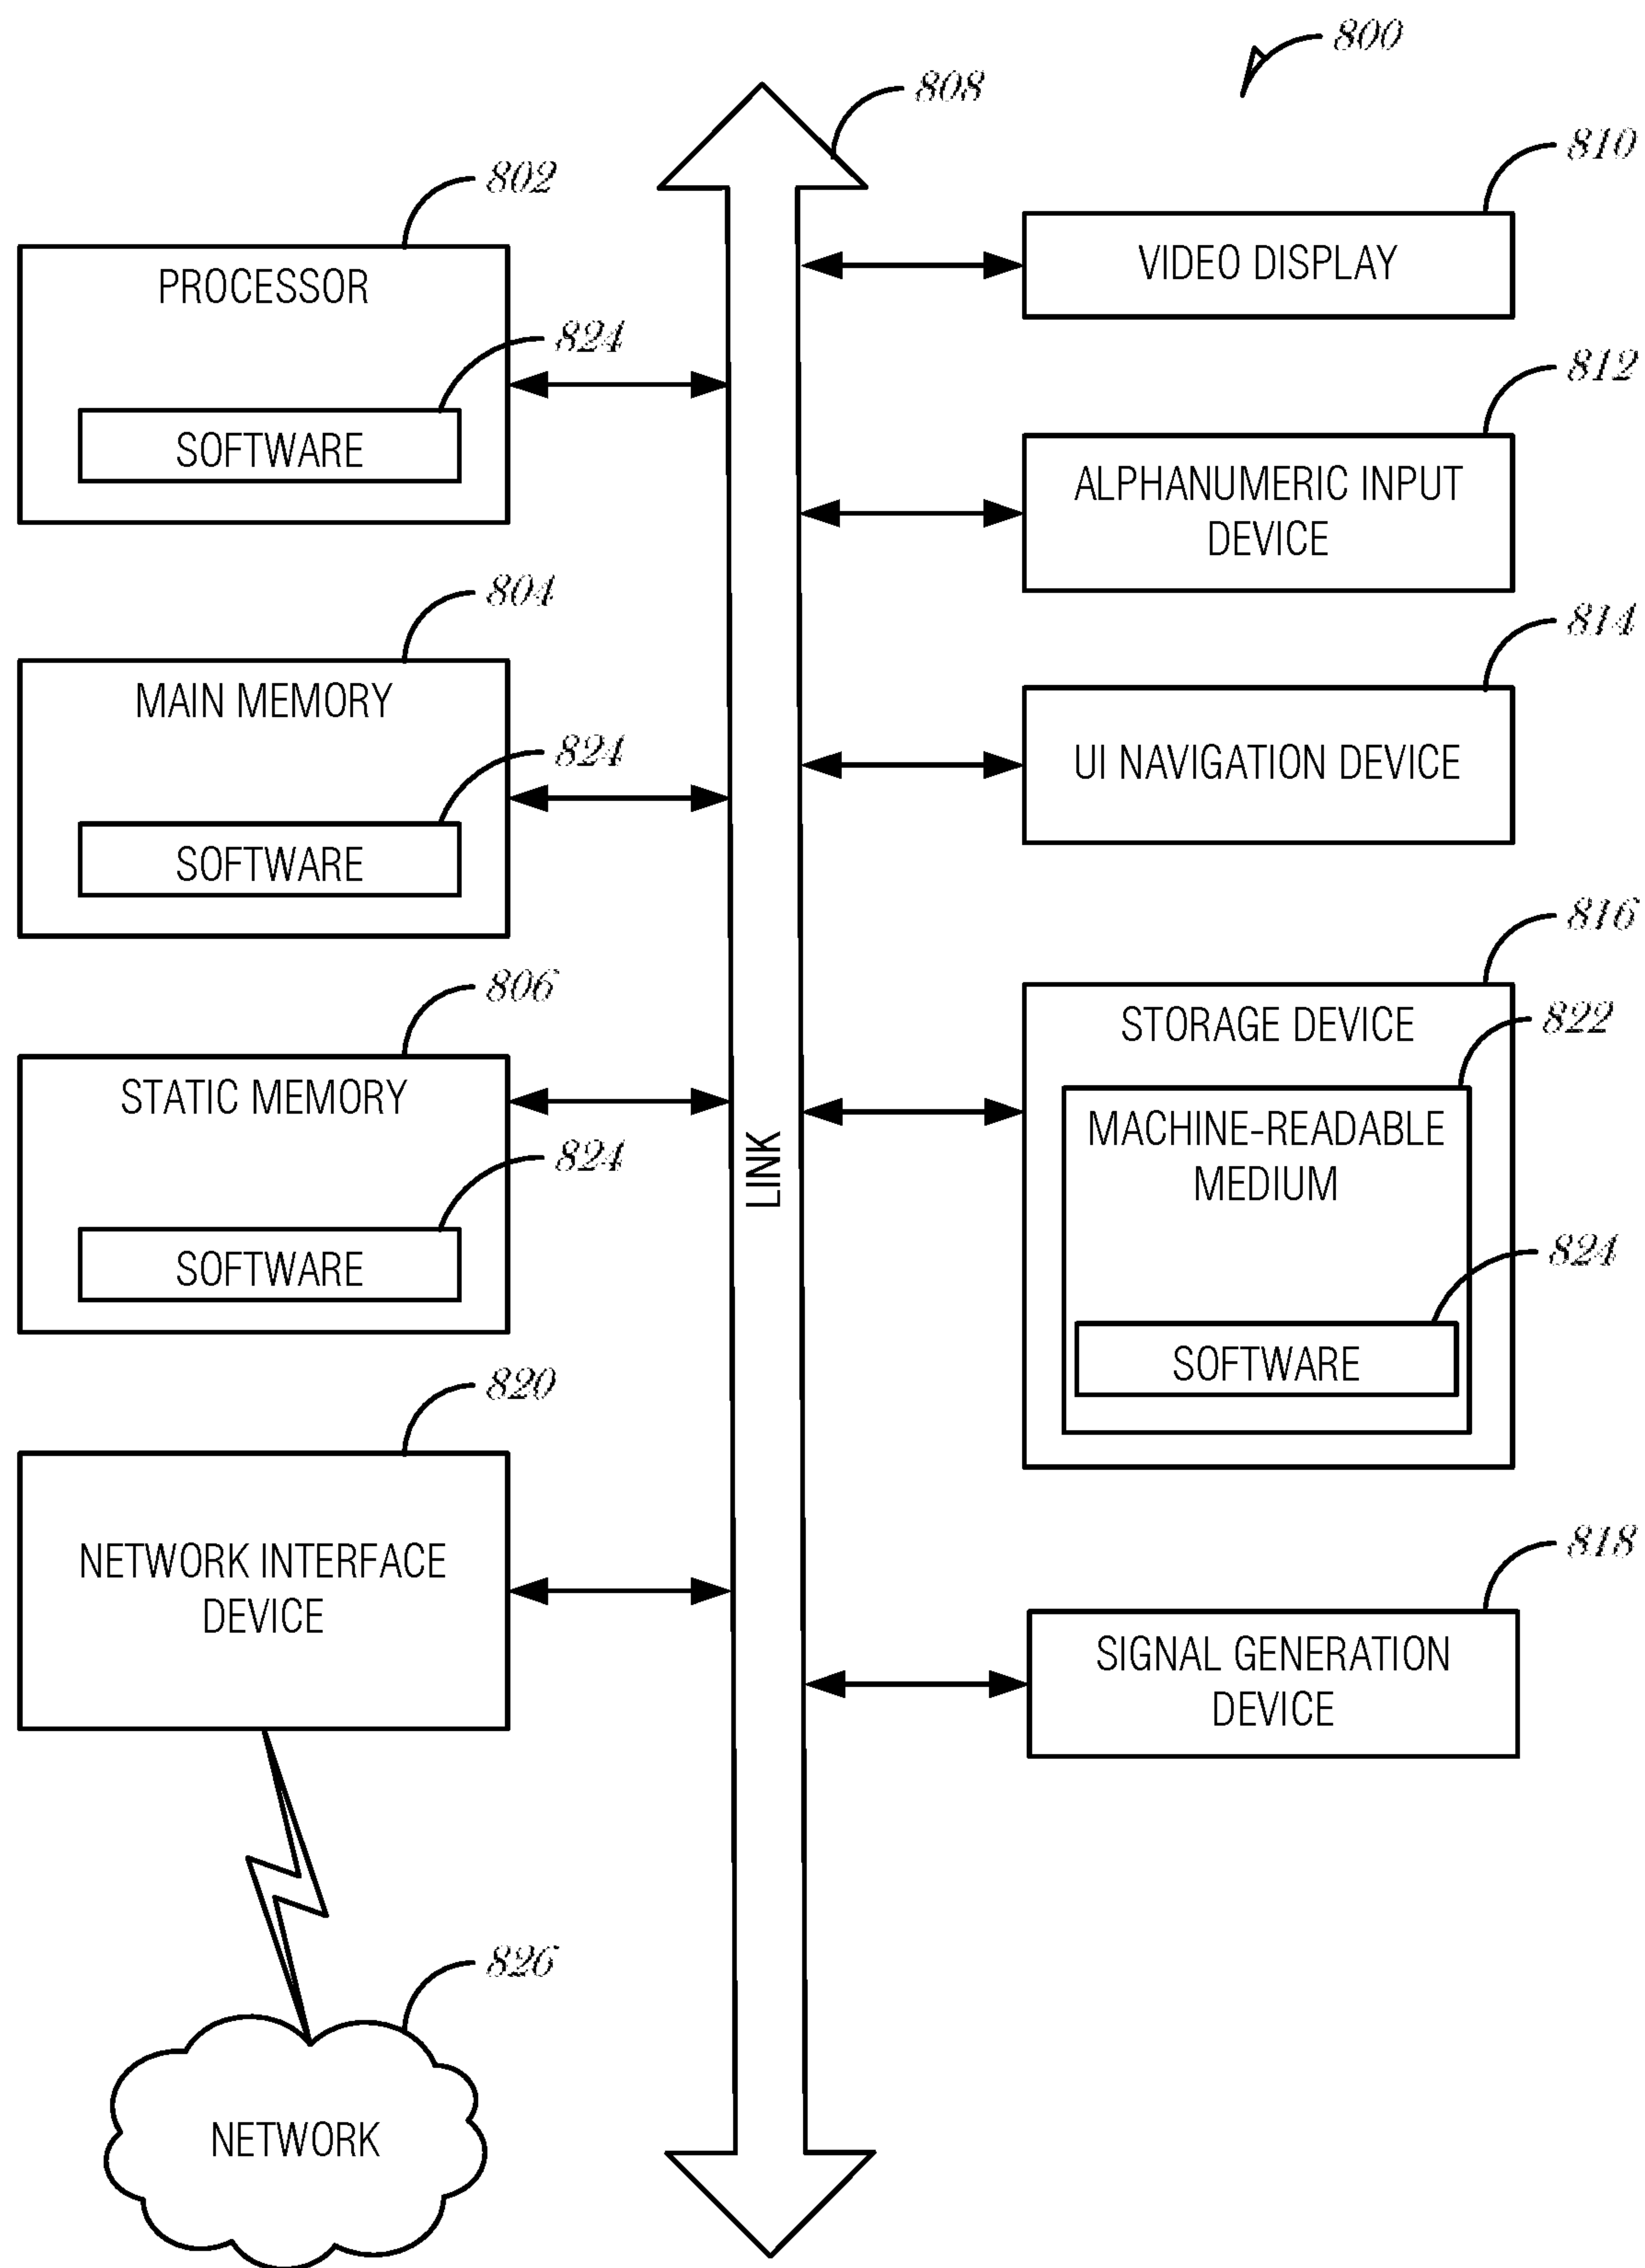 800
808
810
VIDEO DISPLAY
802
PROCESSOR
824
SOFTWARE
812
ALPHANUMERIC INPUT
DEVICE
804
MAIN MEMORY
824
SOFTWARE
814
UI NAVIGATION DEVICE
806
STATIC MEMORY
824
SOFTWARE
LINK
816
STORAGE DEVICE
822
MACHINE-READABLE
MEDIUM
824
SOFTWARE
820
NETWORK INTERFACE
DEVICE
818
SIGNAL GENERATION
DEVICE
826
NETWORK